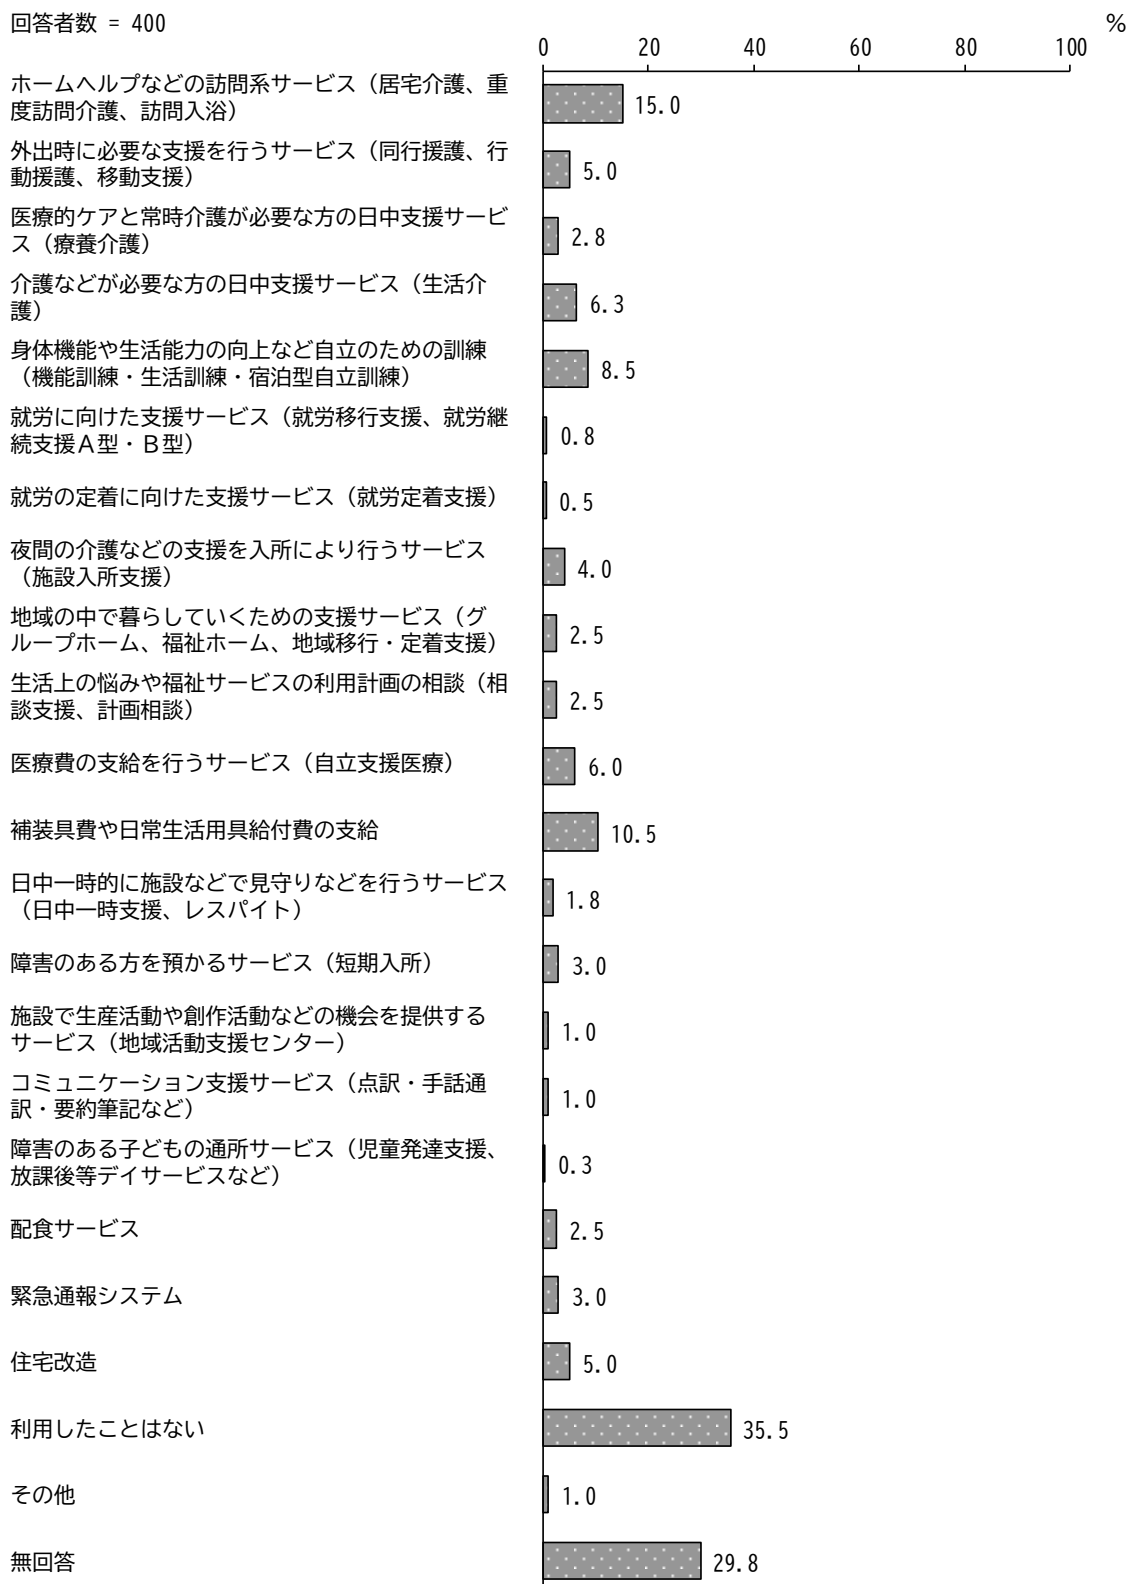 回答者数 = 400
%
0 20 40 60 80 100
ホームヘルプなどの訪問系サービス（居宅介護、重
度訪問介護、訪問入浴）
15.0
外出時に必要な支援を行うサービス（同行援護、行
動援護、移動支援）
5.0
医療的ケアと常時介護が必要な方の日中支援サービ
ス（療養介護）
2.8
介護などが必要な方の日中支援サービス（生活介
護）
6.3
身体機能や生活能力の向上など自立のための訓練
（機能訓練・生活訓練・宿泊型自立訓練）
8.5
就労に向けた支援サービス（就労移行支援、就労継
続支援Ａ型・Ｂ型）
0.8
就労の定着に向けた支援サービス（就労定着支援）
0.5
夜間の介護などの支援を入所により行うサービス
（施設入所支援）
4.0
地域の中で暮らしていくための支援サービス（グ
ループホーム、福祉ホーム、地域移行・定着支援）
2.5
生活上の悩みや福祉サービスの利用計画の相談（相
談支援、計画相談）
2.5
医療費の支給を行うサービス（自立支援医療）
6.0
補装具費や日常生活用具給付費の支給
10.5
日中一時的に施設などで見守りなどを行うサービス
（日中一時支援、レスパイト）
1.8
障害のある方を預かるサービス（短期入所）
3.0
施設で生産活動や創作活動などの機会を提供する
サービス（地域活動支援センター）
1.0
コミュニケーション支援サービス（点訳・手話通
訳・要約筆記など）
1.0
障害のある子どもの通所サービス（児童発達支援、
放課後等デイサービスなど）
0.3
配食サービス
2.5
緊急通報システム
3.0
住宅改造
5.0
利用したことはない
35.5
その他
1.0
無回答
29.8